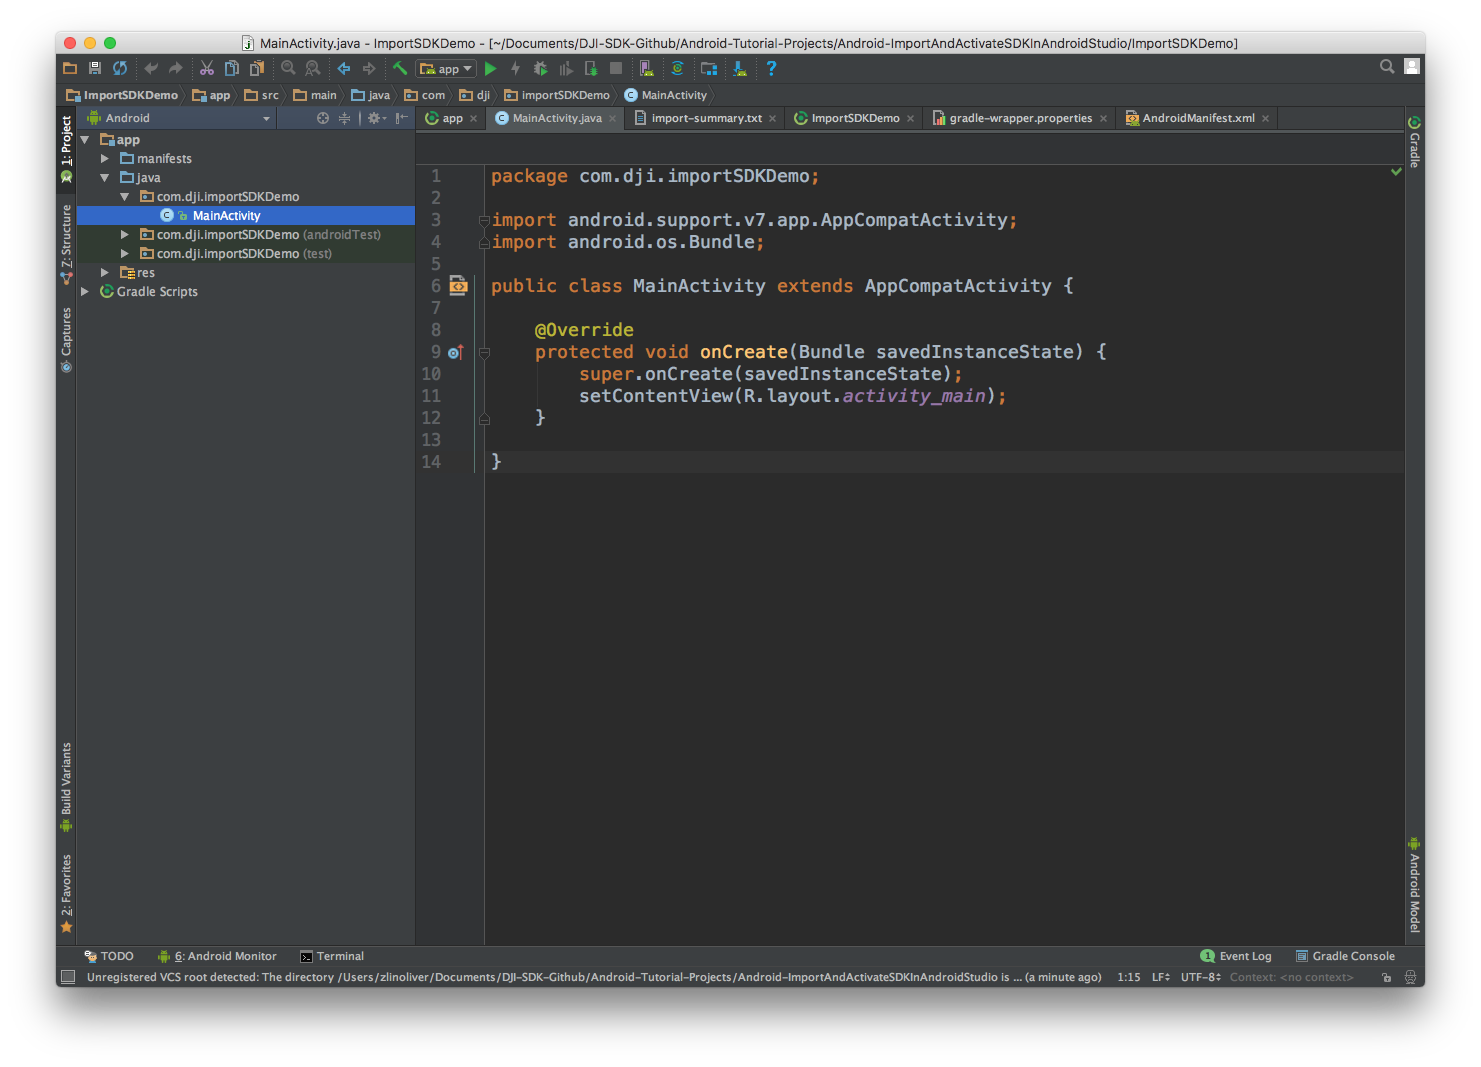 MainActivity.java - ImportSDKDemo - [~/Documents/DJI-SDK-Github/Android-Tutorial-Projects/Android-ImportAndActivateSDKInAndroidStudio/ImportSDKDemo]
app
ImportSDKDemo app src main java com dji importSDKDemo MainActivity
Android
app MainActivity.java import-summary.txt ImportSDKDemo gradle-wrapper.properties AndroidManifest.xml
1: Project
7: Structure
Captures
Build Variants
2: Favorites
app
manifests
java
com.dji.importSDKDemo
MainActivity
com.dji.importSDKDemo (androidTest)
com.dji.importSDKDemo (test)
res
Gradle Scripts
1 package com.dji.importSDKDemo;
2
3 import android.support.v7.app.AppCompatActivity;
4 import android.os.Bundle;
5
6 public class MainActivity extends AppCompatActivity {
7
8 @Override
9 protected void onCreate(Bundle savedInstanceState) {
10 super.onCreate(savedInstanceState);
11 setContentView(R.layout.activity_main);
12 }
13
14 }
Gradle
Android Model
TODO 6: Android Monitor Terminal 1 Event Log Gradle Console
Unregistered VCS root detected: The directory /Users/zlinoliver/Documents/DJI-SDK-Github/Android-Tutorial-Projects/Android-ImportAndActivateSDKInAndroidStudio is ... (a minute ago) 1:15 LF UTF-8 Context: <no context>